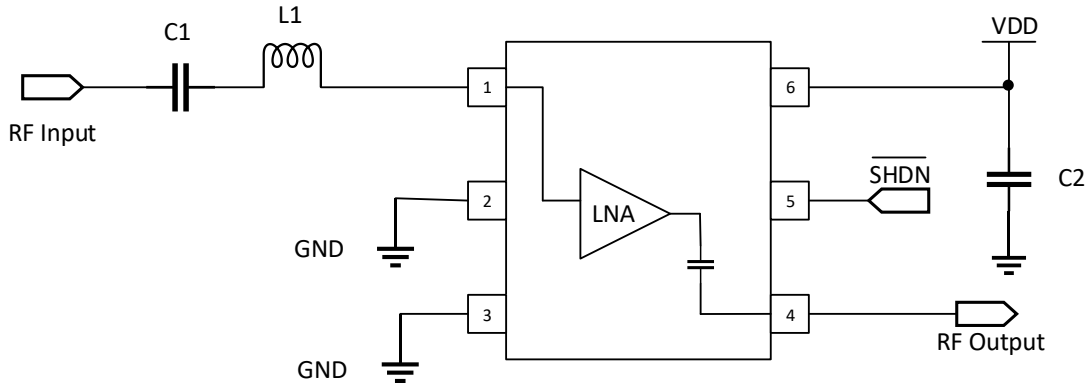 L1
C1
VDD
RF Input
1
6
SHDN
C2
2
LNA
5
GND
3
4
GND
RF Output